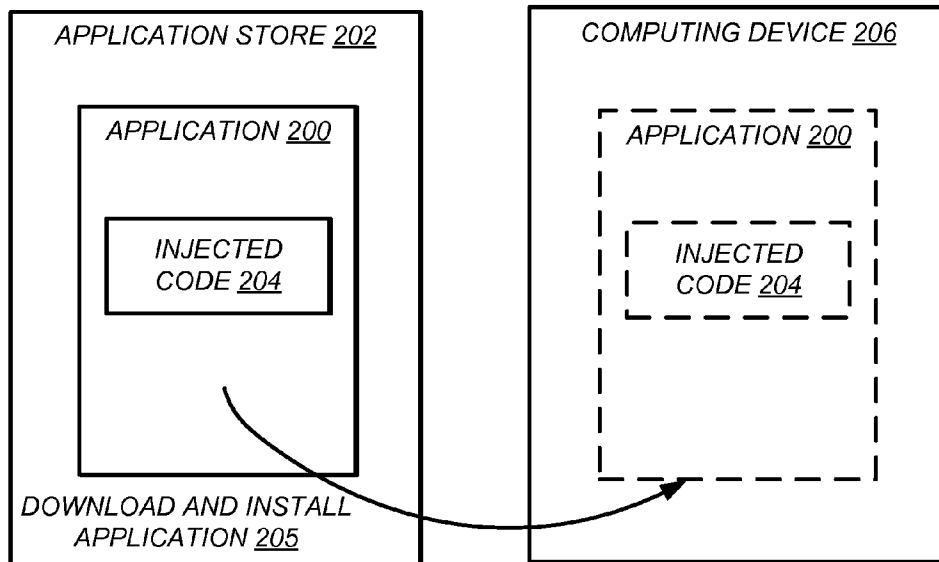 APPLICATION STORE 202
APPLICATION 200
INJECTED
CODE 204
DOWNLOAD AND INSTALL
APPLICATION 205
COMPUTING DEVICE 206
APPLICATION 200
INJECTED
CODE 204